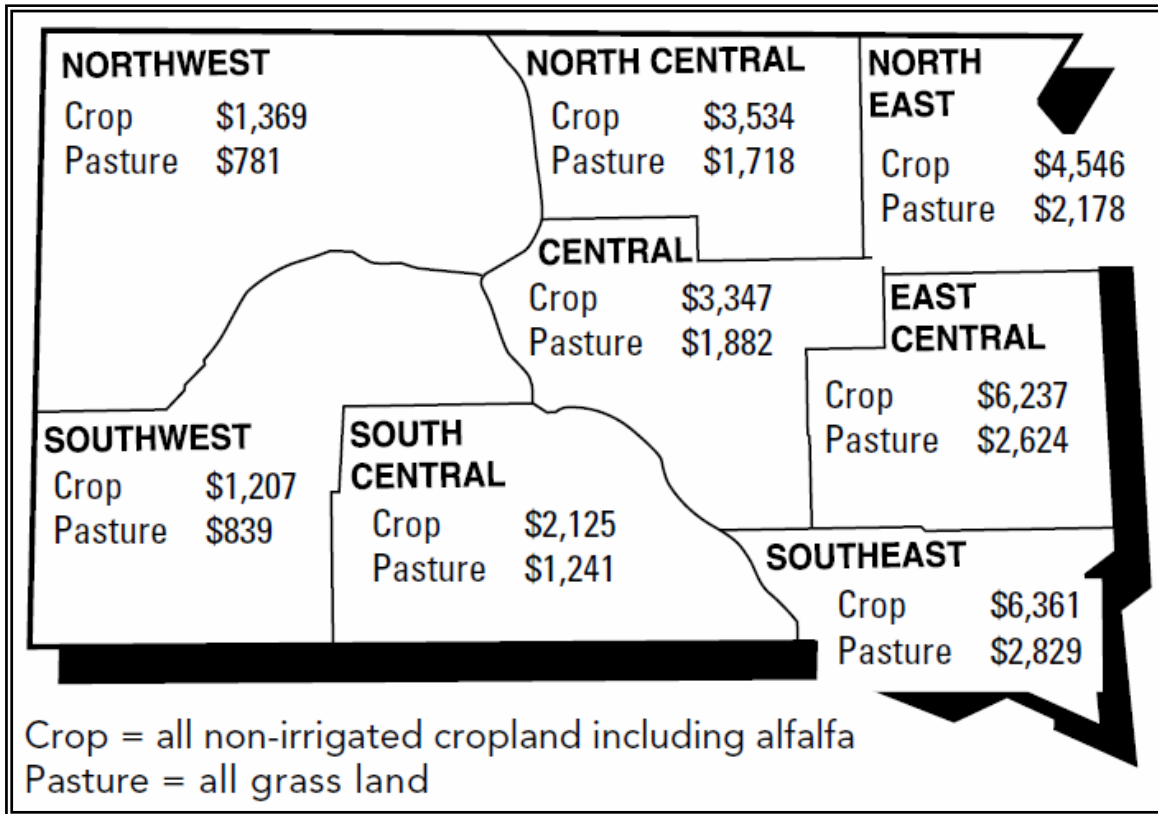 NORTHWEST
Crop $1,369
Pasture $781
NORTH CENTRAL
Crop $3,534
Pasture $1,718
NORTH
EAST
Crop $4,546
Pasture $2,178
CENTRAL
Crop $3,347
Pasture $1,882
EAST
CENTRAL
Crop $6,237
Pasture $2,624
SOUTHWEST
Crop $1,207
Pasture $839
SOUTH
CENTRAL
Crop $2,125
Pasture $1,241
SOUTHEAST
Crop $6,361
Pasture $2,829
Crop = all non-irrigated cropland including alfalfa
Pasture = all grass land